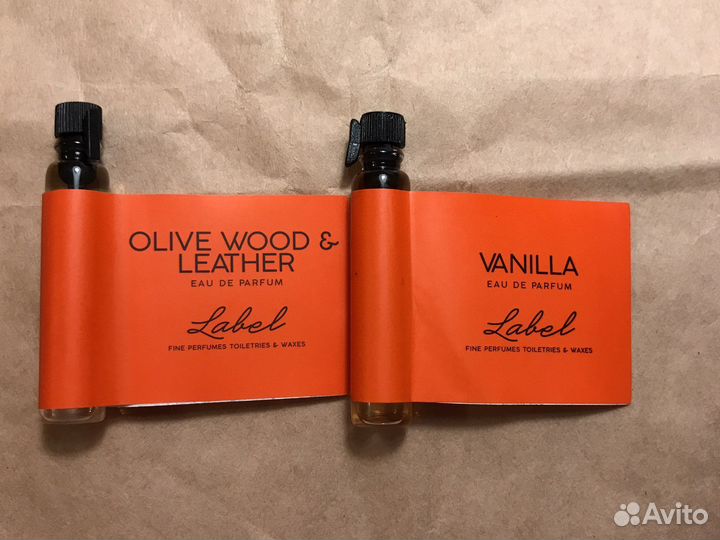 OLIVE WOOD &
LEATHER
EAU DE PARFUM
Label
FINE PERFUMES TOILETRIES & WAXES
VANILLA
EAU DE PARFUM
Label
FINE PERFUMES TOILETRIES & WAXES
Avito